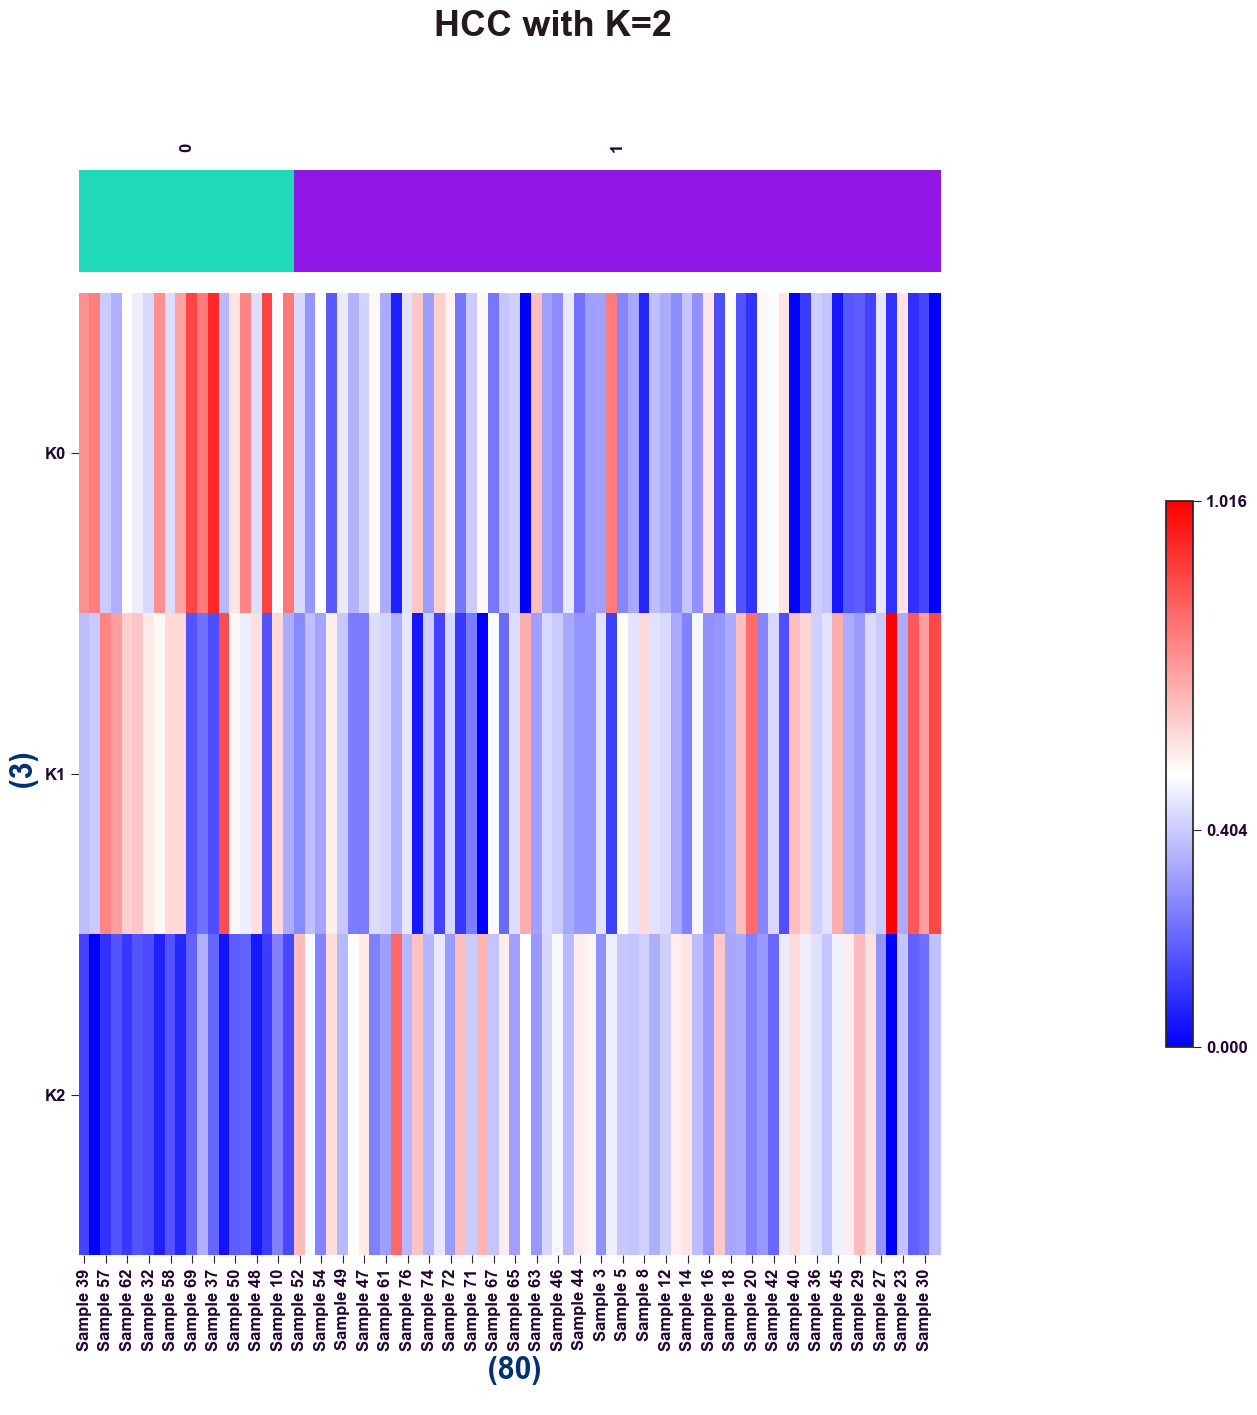 HCC with K=2
0
1
K0
K1
K2
(3)
1.016
0.404
0.000
Sample 39
Sample 57
Sample 62
Sample 32
Sample 58
Sample 69
Sample 37
Sample 50
Sample 48
Sample 10
Sample 52
Sample 54
Sample 49
Sample 47
Sample 61
Sample 76
Sample 74
Sample 72
Sample 71
Sample 67
Sample 65
Sample 63
Sample 46
Sample 44
Sample 3
Sample 5
Sample 8
Sample 12
Sample 14
Sample 16
Sample 18
Sample 20
Sample 42
Sample 40
Sample 36
Sample 45
Sample 29
Sample 27
Sample 23
Sample 30
(80)